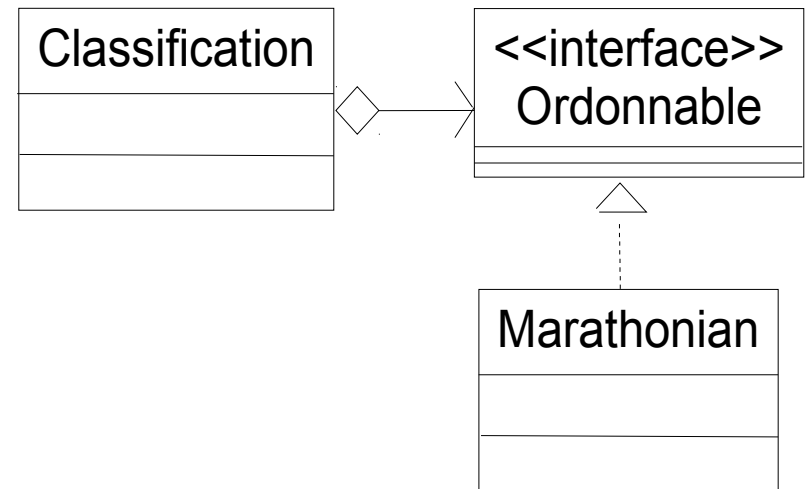 Classification
<<interface>>
Ordonnable
Marathonian